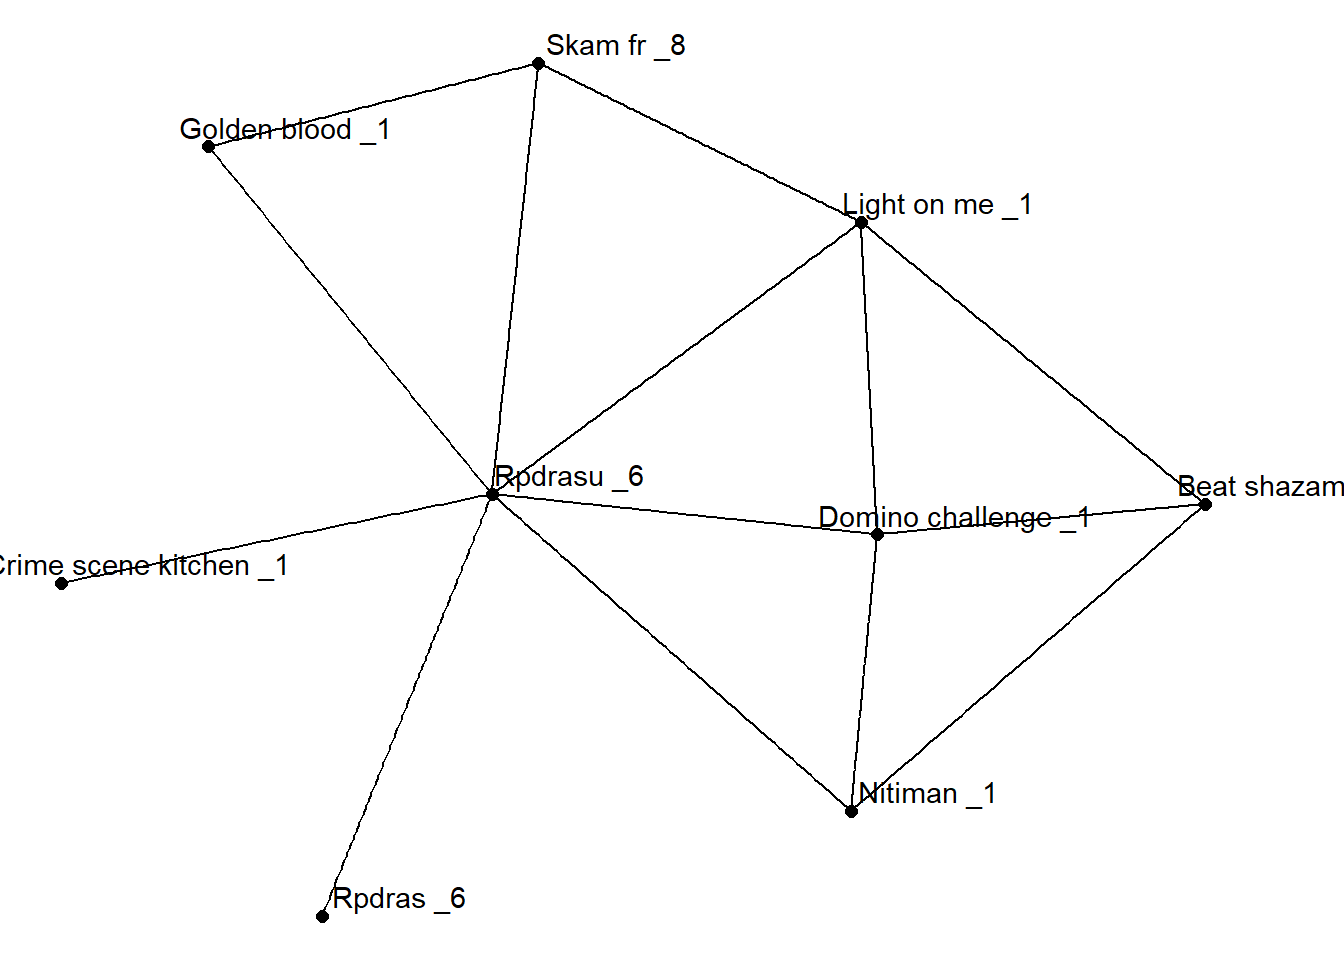 Skam fr _8
Golden blood _1
Light on me _1
Rpdrasu _6
Beat shazam
Domino challenge _1
Crime scene kitchen _1
Nitiman _1
Rpdras _6